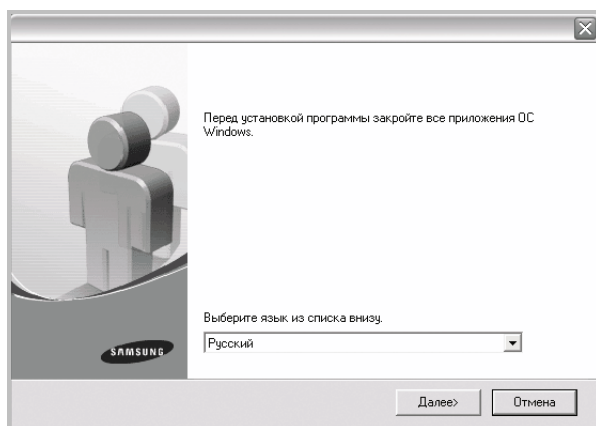 Перед установкой программы закройте все приложения ОС
Windows.
Выберите язык из списка внизу.
Русский
SAMSUNG
Далее>
Отмена